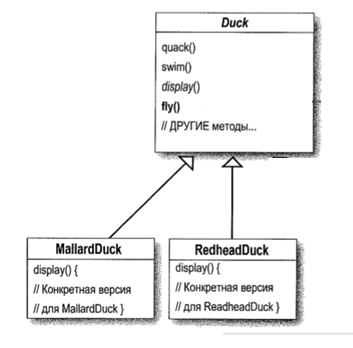 Duck
quack()
swim()
display()
fly()
// ДРУГИЕ методы...
MallardDuck
display() {
// Конкретная версия
// для MallardDuck }
RedheadDuck
display() {
// Конкретная версия
// для ReadheadDuck }